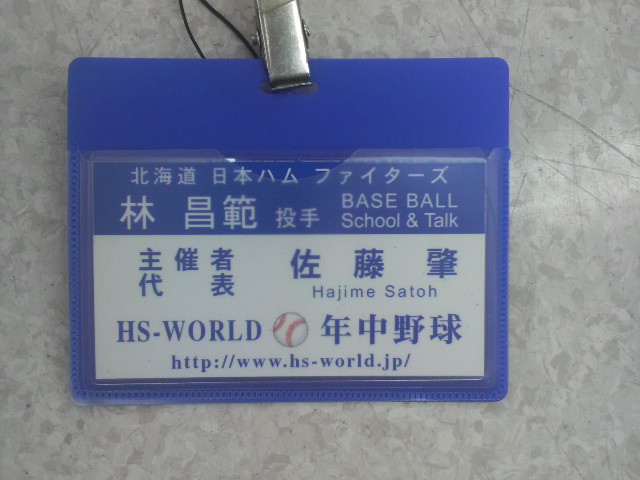 北海道 日本ハム ファイターズ
林 昌範 投手 BASE BALL School & Talk
主催者 代表 佐藤 肇
Hajime Satoh
HS-WORLD 年中野球
http://www.hs-world.jp/